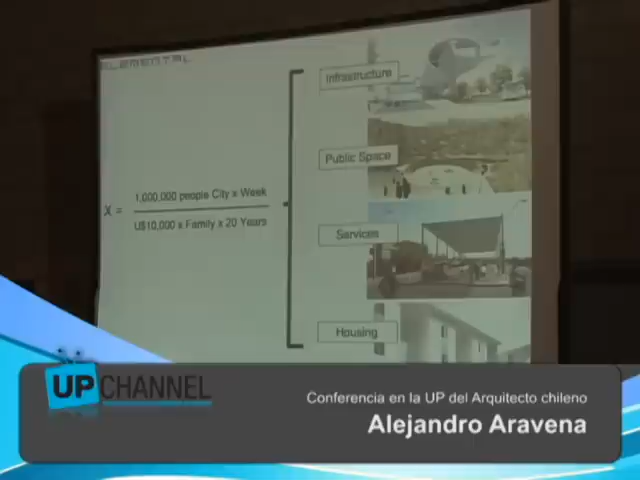 ELEMENTAL
Infrastructure
Public Space
X =
1,000,000 people City x Week
U$10,000 x Family x 20 Years
Services
Housing
UP CHANNEL
Conferencia en la UP del Arquitecto chileno
Alejandro Aravena